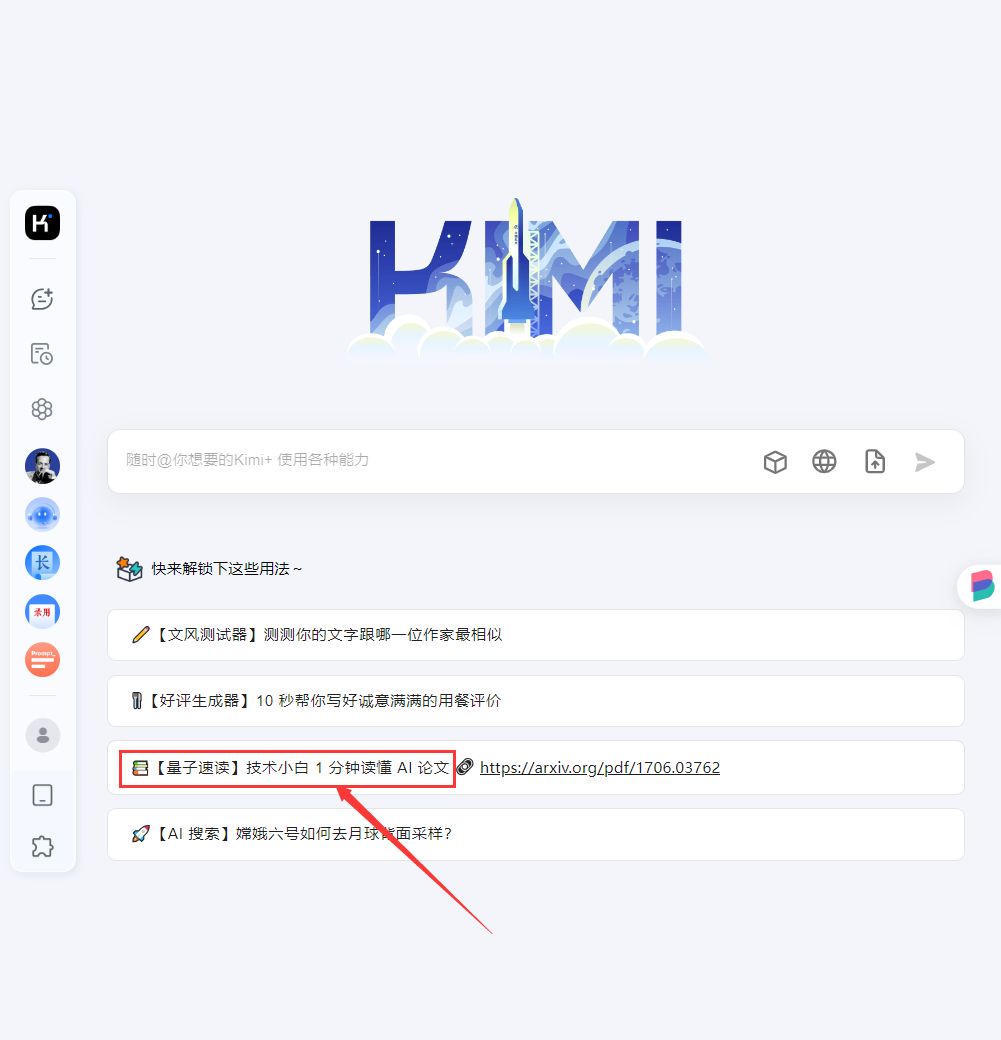 KIMI
随时@你想要的Kimi+ 使用各种能力
长
录用
Prompt_
快来解锁下这些用法~
【文风测试器】测测你的文字跟哪一位作家最相似
【好评生成器】10 秒帮你写好诚意满满的用餐评价
【量子速读】技术小白 1 分钟读懂 AI 论文 https://arxiv.org/pdf/1706.03762
【AI 搜索】嫦娥六号如何去月球背面采样?